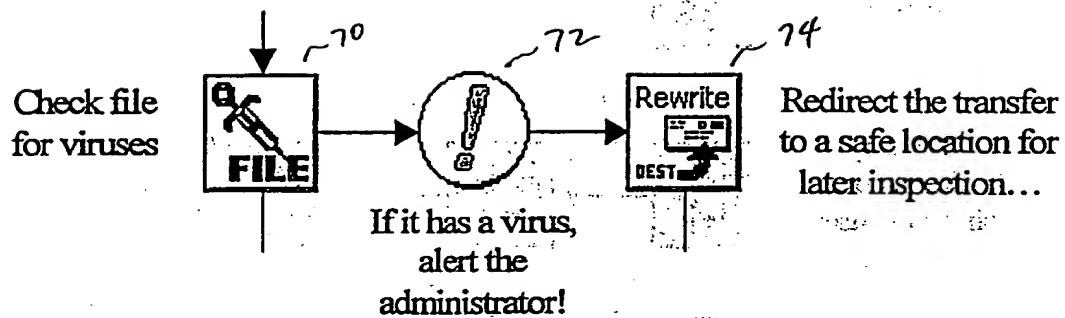 70
72
74
Check file
for viruses
FILE
Rewrite
DEST
Redirect the transfer
to a safe location for
later inspection...
If it has a virus,
alert the
administrator!